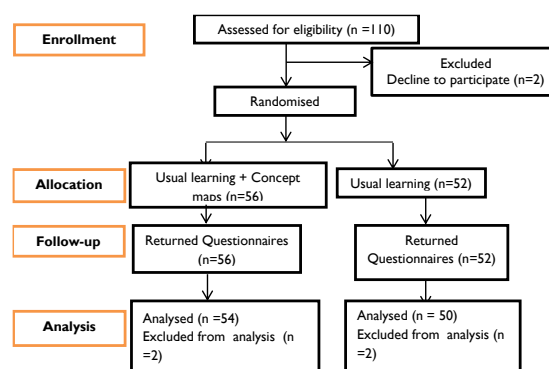 Enrollment
Assessed for eligibility (n =110)
Excluded
Decline to participate (n=2)
Randomised
Allocation
Usual learning + Concept
maps (n=56)
Usual learning (n=52)
Follow-up
Returned Questionnaires
(n=56)
Returned
Questionnaires (n=52)
Analysis
Analysed (n =54)
Excluded from analysis (n
=2)
Analysed (n = 50)
Excluded from analysis (n
=2)